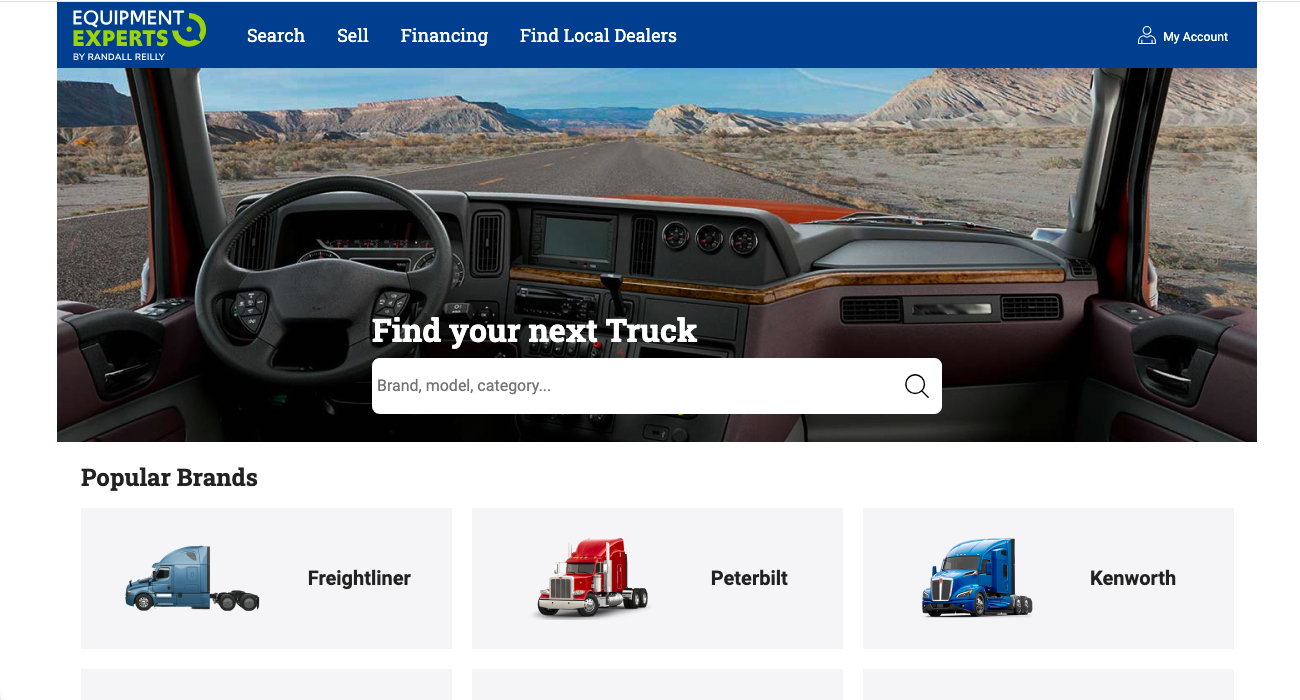 EQUIPMENT
EXPERTS
BY RANDALL REILLY
Search
Sell
Financing
Find Local Dealers
My Account
Find your next Truck
Brand, model, category...
Popular Brands
Freightliner
Peterbilt
Kenworth